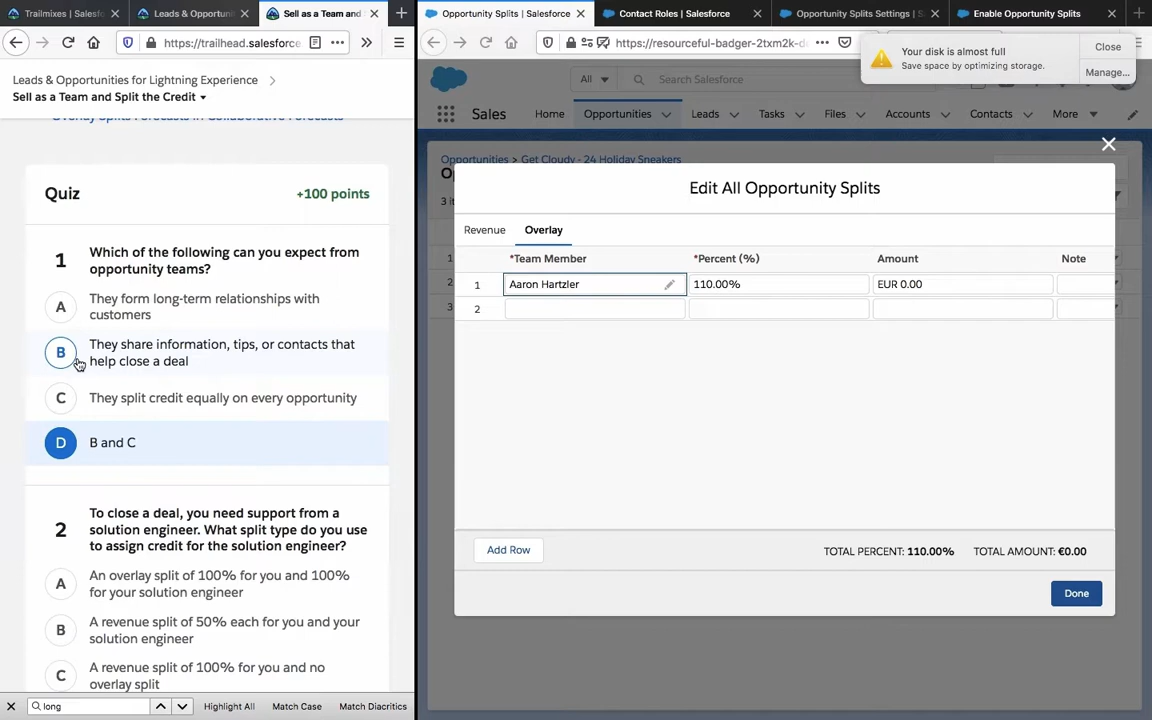 Trailmixes | Salesforce
Leads & Opportuni
Sell as a Team and
Opportunity Splits | Salesforce
Contact Roles | Salesforce
Opportunity Splits Settings | S
Enable Opportunity Splits
https://trailhead.salesforce
https://resourceful-badger-2txm2k-d
Your disk is almost full
Save space by optimizing storage.
Close
Manage...
Leads & Opportunities for Lightning Experience
Sell as a Team and Split the Credit
Overlay Splits Forecasts in Collaborative Forecasts
All
Search Salesforce
Sales
Home
Opportunities
Leads
Tasks
Files
Accounts
Contacts
More
Opportunities > Get Cloudy - 24 Holiday Sneakers
Quiz
+100 points
1
Which of the following can you expect from
opportunity teams?
A
They form long-term relationships with
customers
B
They share information, tips, or contacts that
help close a deal
C
They split credit equally on every opportunity
D
B and C
2
To close a deal, you need support from a
solution engineer. What split type do you use
to assign credit for the solution engineer?
A
An overlay split of 100% for you and 100%
for your solution engineer
B
A revenue split of 50% each for you and your
solution engineer
C
A revenue split of 100% for you and no
overlay split
long
Highlight All
Match Case
Match Diacritics
Edit All Opportunity Splits
Revenue
Overlay
*Team Member
*Percent (%)
Amount
Note
1
Aaron Hartzler
110.00%
EUR 0.00
2
Add Row
TOTAL PERCENT: 110.00%
TOTAL AMOUNT: €0.00
Done